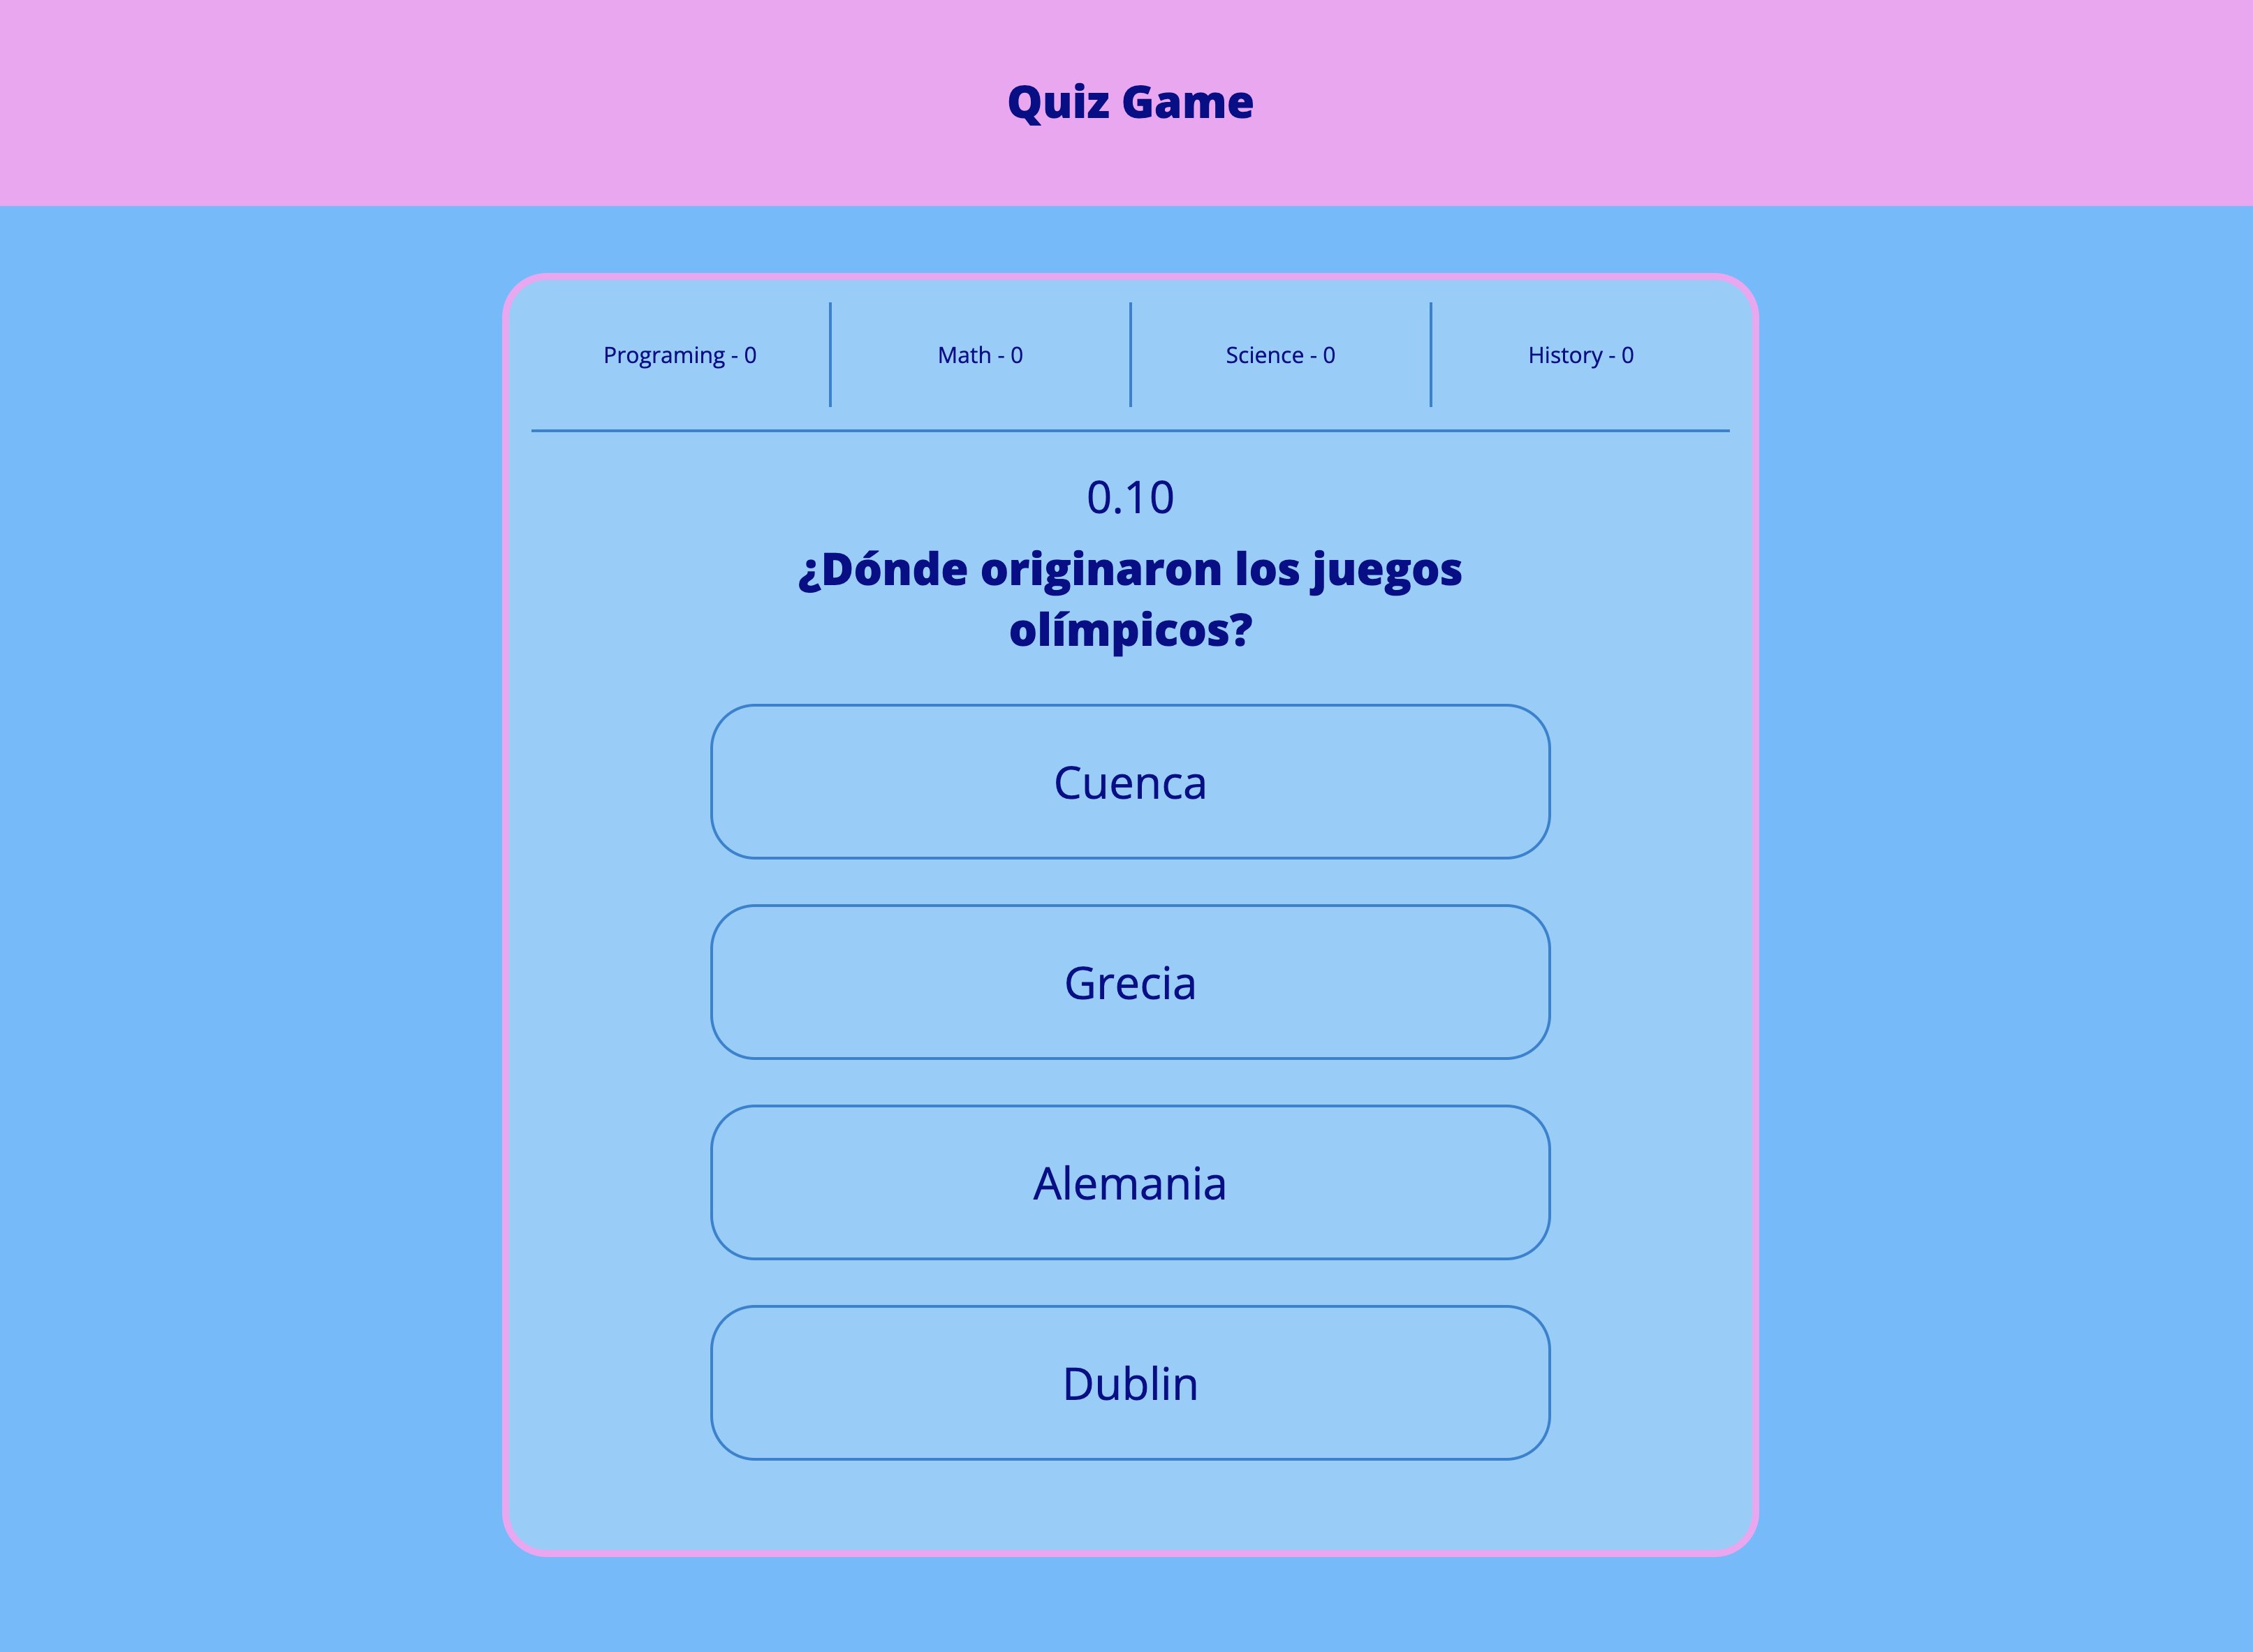 Quiz Game
Programing - 0
Math - 0
Science - 0
History - 0
0.10
¿Dónde originaron los juegos
olímpicos?
Cuenca
Grecia
Alemania
Dublin